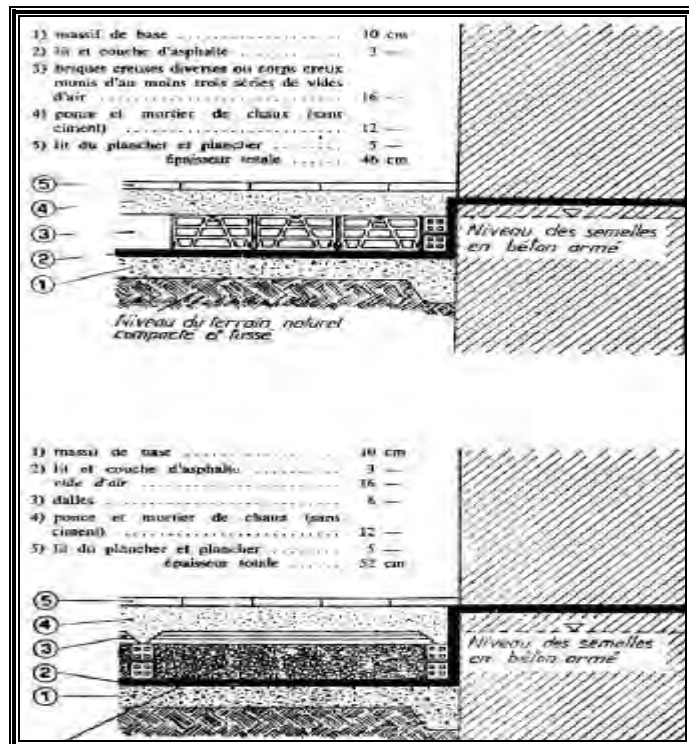 1) massif de base .................. 10 cm
2) lit et couche d'asphalte .......... 3 —
3) briques creuses diverses ou corps creux
munis d'au moins trois séries de vides
d'air .............................. 16 —
4) ponce et mortier de chaux (sans
ciment) ............................ 12 —
5) lit du plancher et plancher ........ 5 —
épaisseur totale ...... 46 cm
5
4
3
2
1
Niveau des semelles
en béton armé
Niveau du terrain naturel
compacté et tassé
1) massif de base .................. 10 cm
2) lit et couche d'asphalte .......... 3 —
vide d'air ........................ 16 —
3) dalles .......................... 6 —
4) ponce et mortier de chaux (sans
ciment) ............................ 12 —
5) lit du plancher et plancher ........ 5 —
épaisseur totale ...... 52 cm
5
4
3
2
1
Niveau des semelles
en béton armé